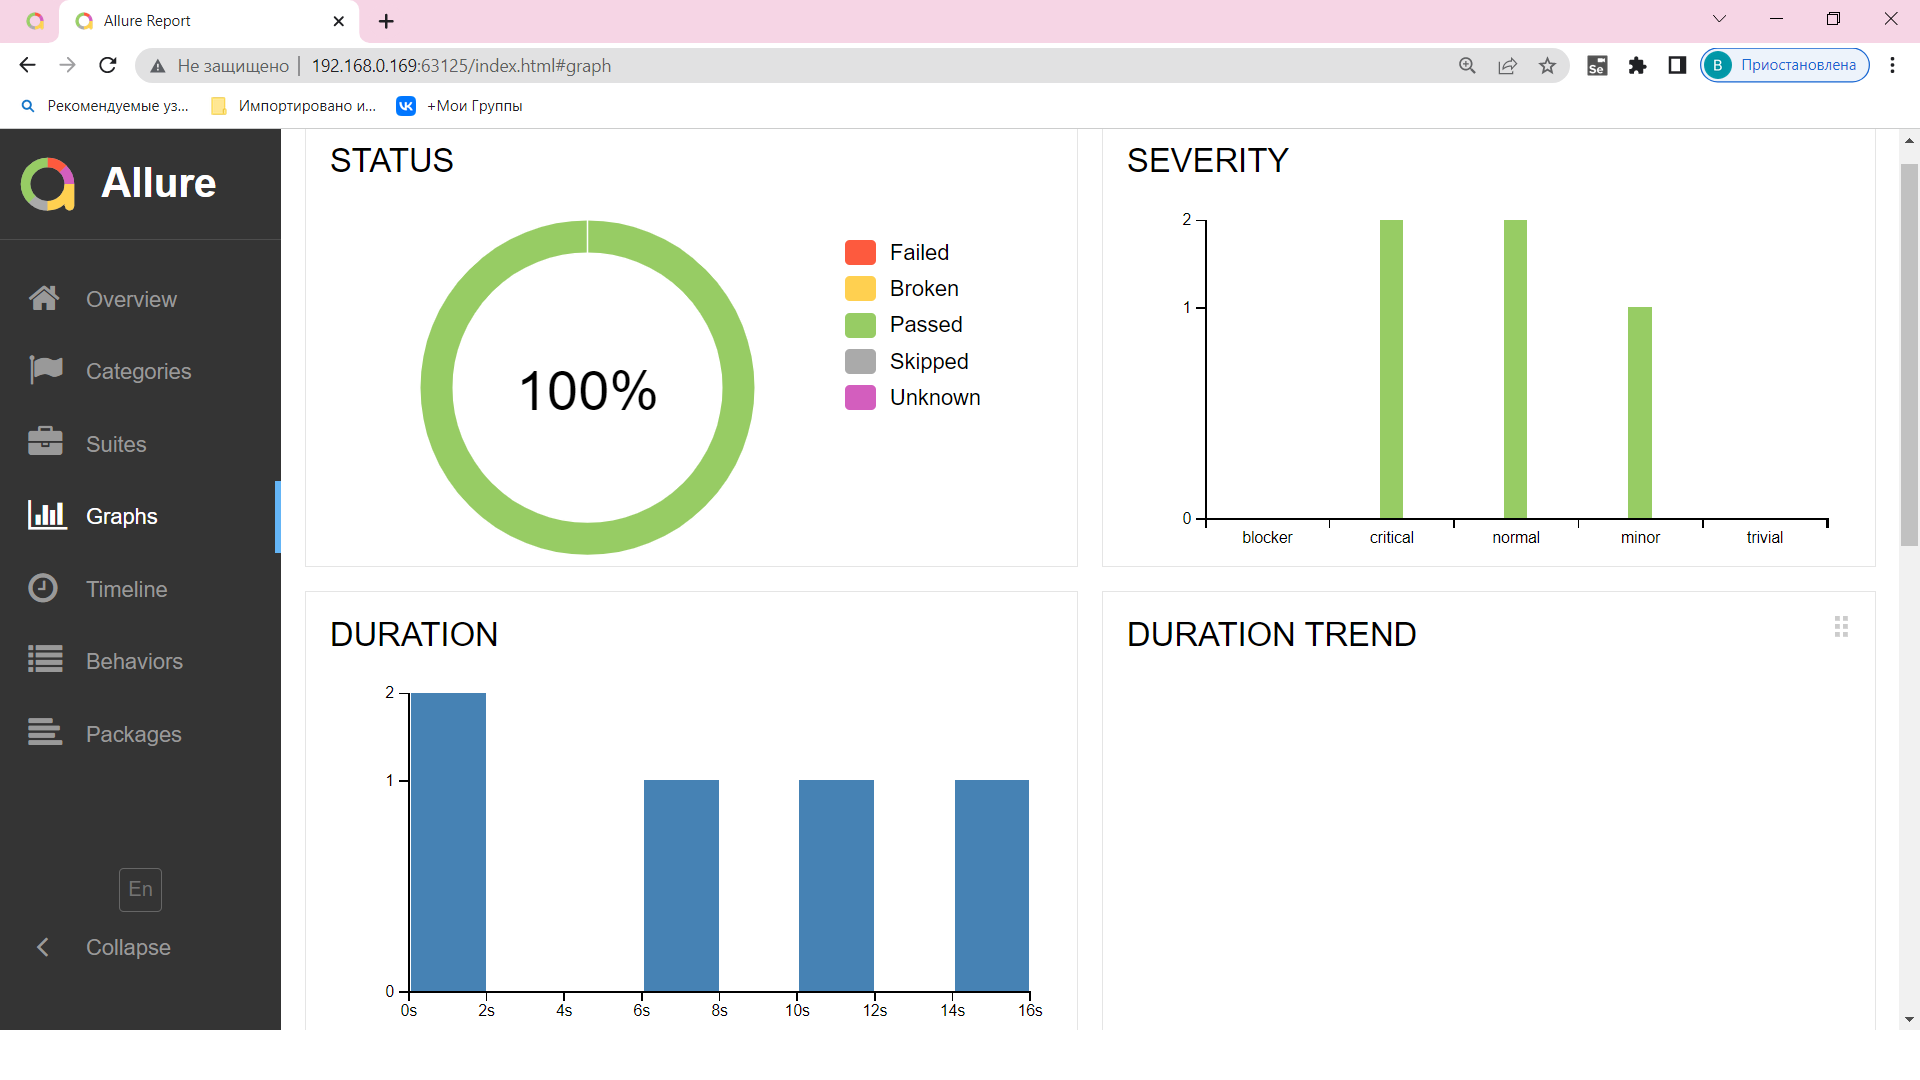 Allure Report
Не защищено | 192.168.0.169:63125/index.html#graph
Se
В Приостановлена
Рекомендуемые уз...
Импортировано и...
+Мои Группы
Allure
Overview
Categories
Suites
Graphs
Timeline
Behaviors
Packages
En
Collapse
STATUS
100%
Failed
Broken
Passed
Skipped
Unknown
SEVERITY
2
1
0
blocker critical normal minor trivial
DURATION
2
1
0
0s 2s 4s 6s 8s 10s 12s 14s 16s
DURATION TREND